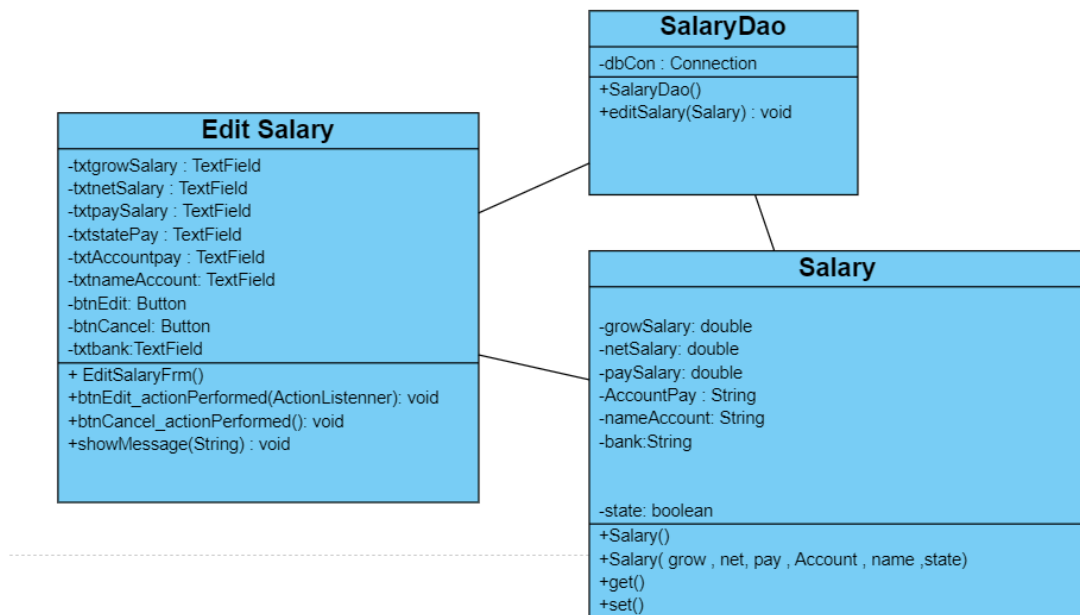 SalaryDao
-dbCon : Connection
+SalaryDao()
+editSalary(Salary) : void
Edit Salary
-txtgrowSalary : TextField
-txtnetSalary : TextField
-txtpaySalary : TextField
-txtstatePay : TextField
-txtAccountpay : TextField
-txtnameAccount: TextField
-btnEdit: Button
-btnCancel: Button
-txtbank:TextField
+ EditSalaryFrm()
+btnEdit_actionPerformed(ActionListenner): void
+btnCancel_actionPerformed(): void
+showMessage(String) : void
Salary
-growSalary: double
-netSalary: double
-paySalary: double
-AccountPay : String
-nameAccount: String
-bank:String
-state: boolean
+Salary()
+Salary( grow , net, pay , Account , name ,state)
+get()
+set()